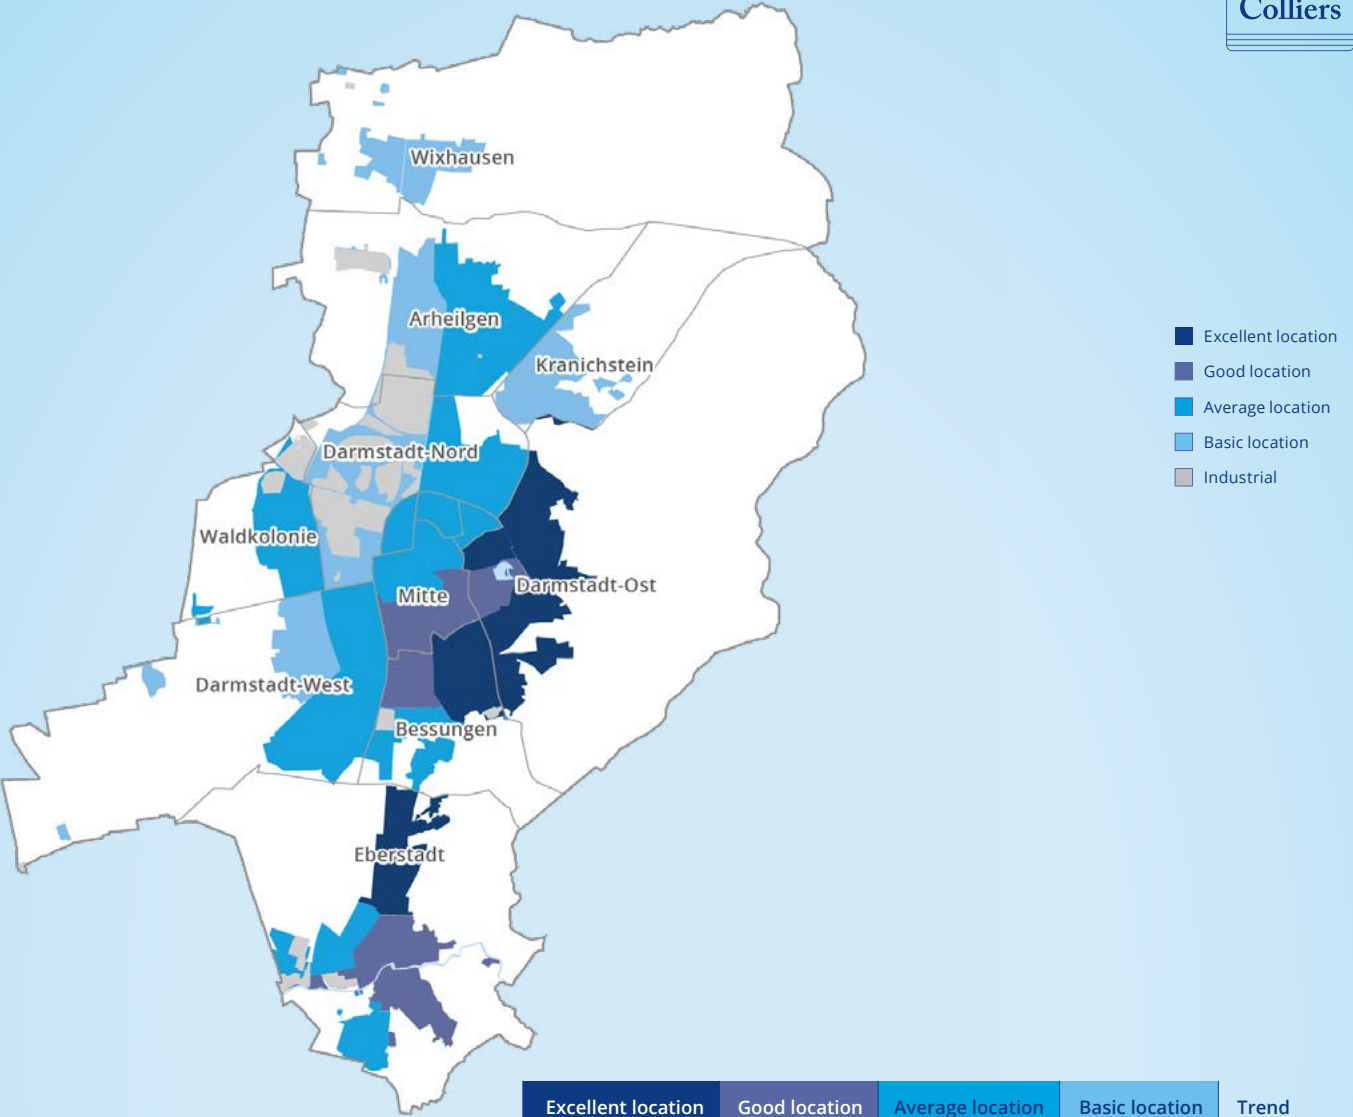 Colliers
Wixhausen
Arheilgen
Kranichstein
Darmstadt-Nord
Waldkolonie
Mitte
Darmstadt-Ost
Darmstadt-West
Bessungen
Eberstadt
Excellent location
Good location
Average location
Basic location
Industrial
Excellent location Good location Average location Basic location Trend